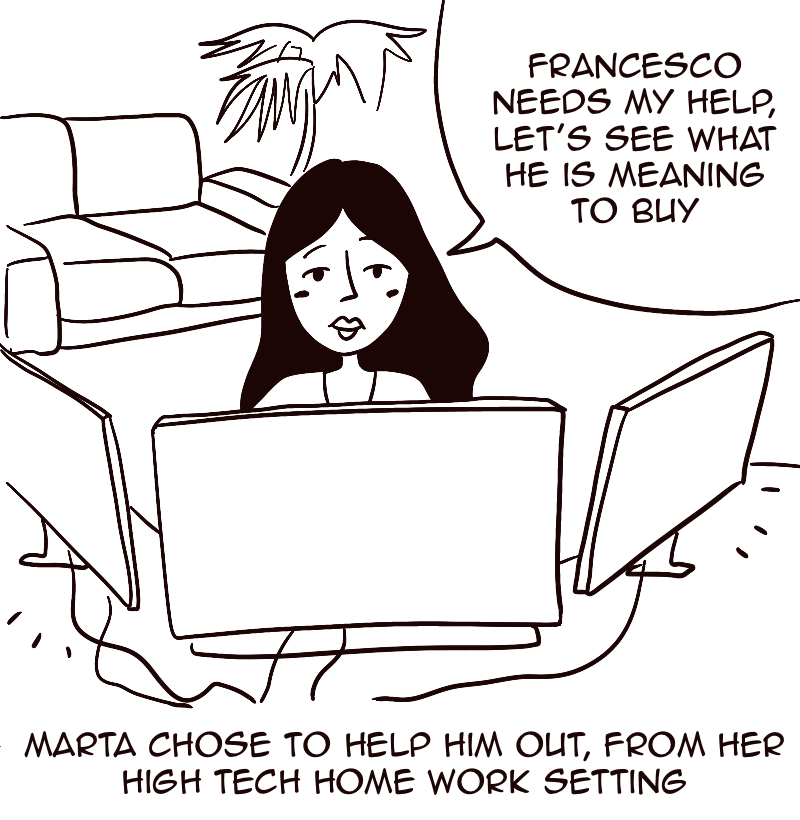 FRANCESCO
NEEDS MY HELP,
LET'S SEE WHAT
HE IS MEANING
TO BUY
MARTA CHOSE TO HELP HIM OUT, FROM HER
HIGH TECH HOME WORK SETTING